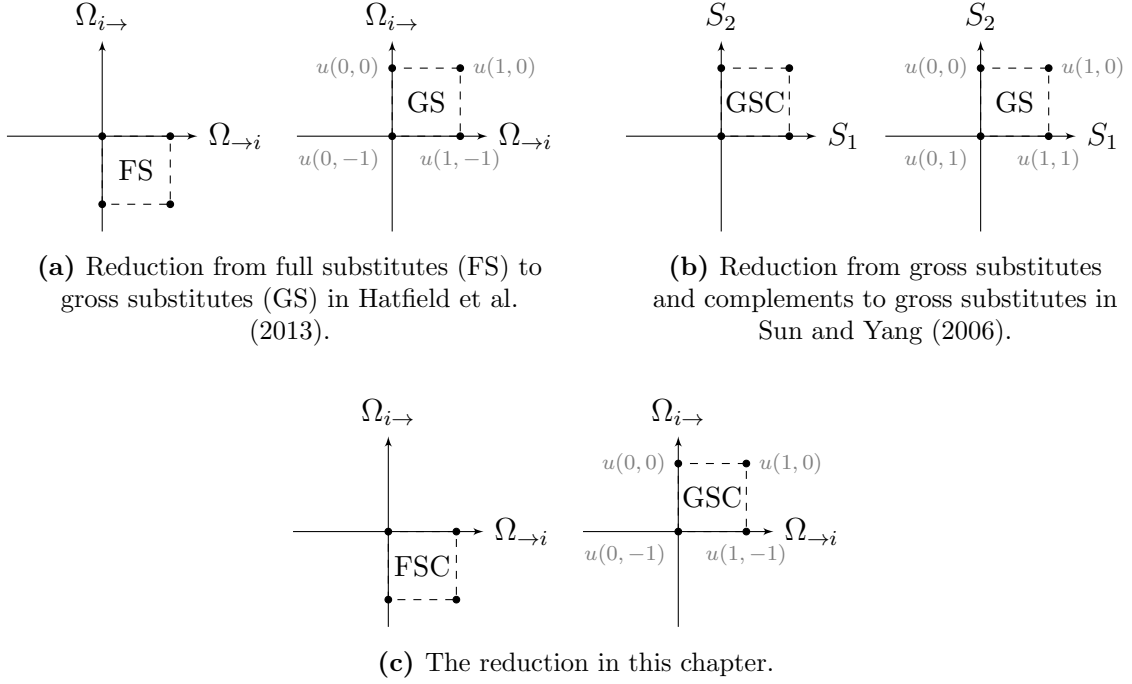 Ω_{i→} Ω_{i→} S_2 S_2
u(0, 0) u(1, 0) u(0, 0) u(1, 0)
GS GSC GS
Ω_{→i} Ω_{→i} S_1 S_1
FS u(0, −1) u(1, −1) u(0, 1) u(1, 1)
(a) Reduction from full substitutes (FS) to
gross substitutes (GS) in Hatfield et al.
(2013).
(b) Reduction from gross substitutes
and complements to gross substitutes in
Sun and Yang (2006).
Ω_{i→} Ω_{i→}
u(0, 0) u(1, 0)
GSC
Ω_{→i} Ω_{→i}
FSC u(0, −1) u(1, −1)
(c) The reduction in this chapter.